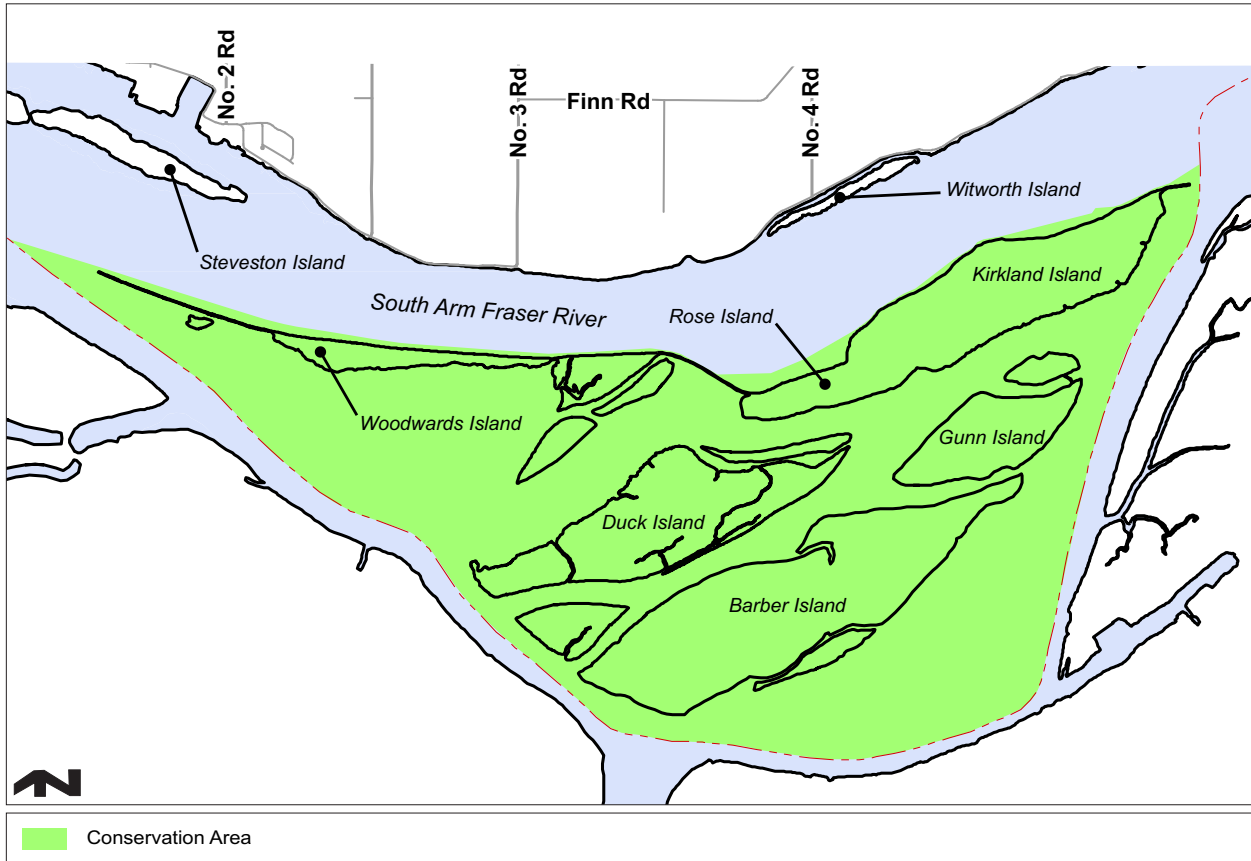 No. 2 Rd
No. 3 Rd
Finn Rd
No. 4 Rd
Witworth Island
Steveston Island
Kirkland Island
South Arm Fraser River
Rose Island
Woodwards Island
Gunn Island
Duck Island
Barber Island
N
Conservation Area